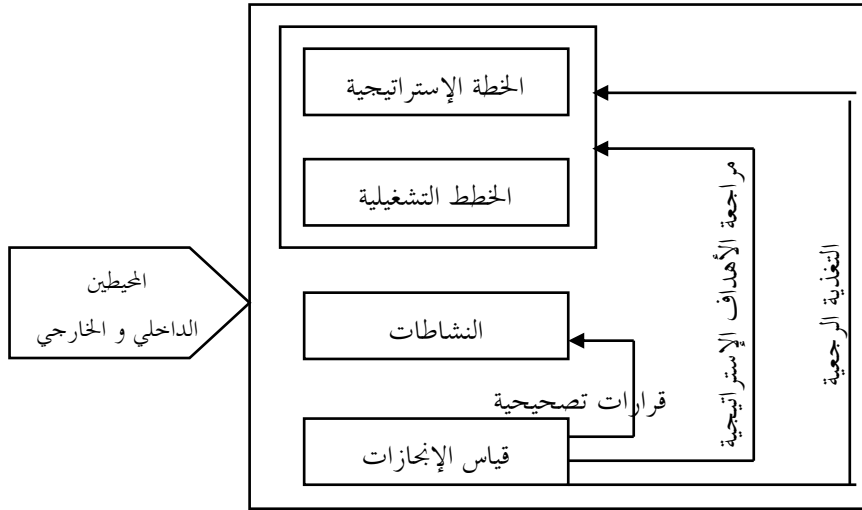 الخطة الإستراتيجية
الخطط التشغيلية
المحيطين
الداخلي و الخارجي
النشاطات
قرارات تصحيحية
قياس الإنجازات
مراجعة الأهداف الإستراتيجية
التغذية الرجعية